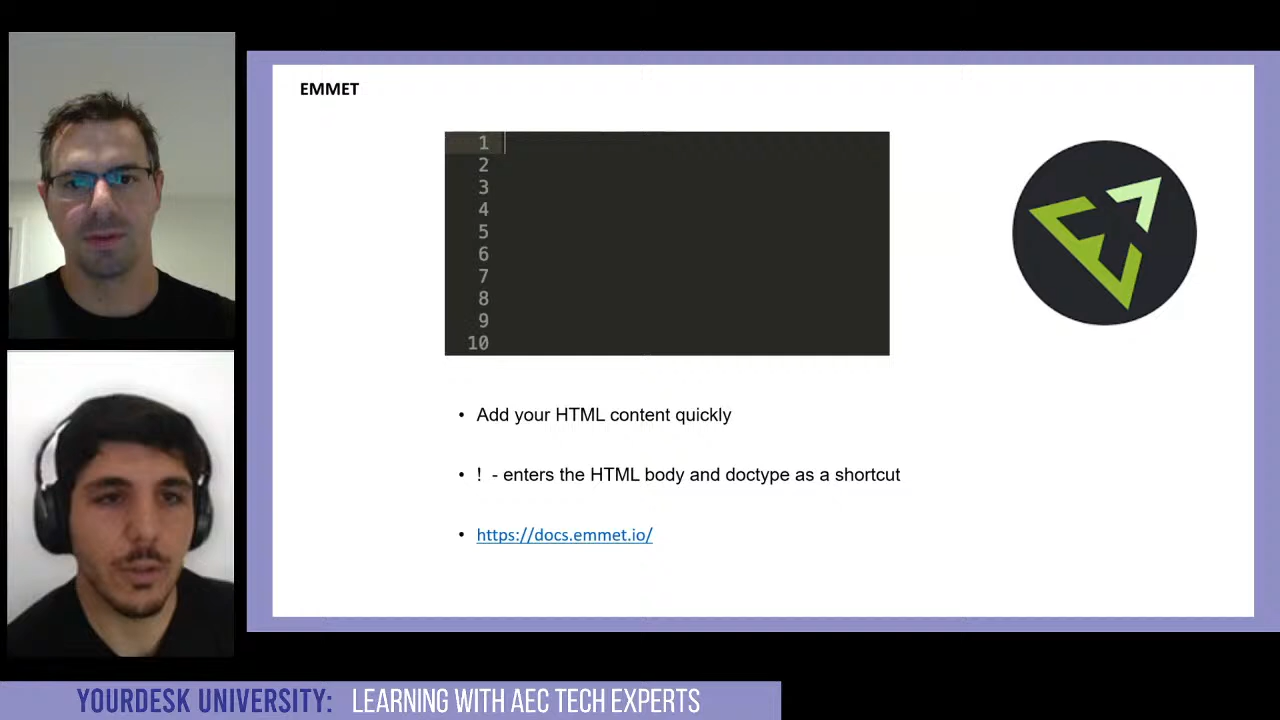 EMMET
1
2
3
4
5
6
7
8
9
10
• Add your HTML content quickly
• ! - enters the HTML body and doctype as a shortcut
• https://docs.emmet.io/
YOURDESK UNIVERSITY: LEARNING WITH AEC TECH EXPERTS